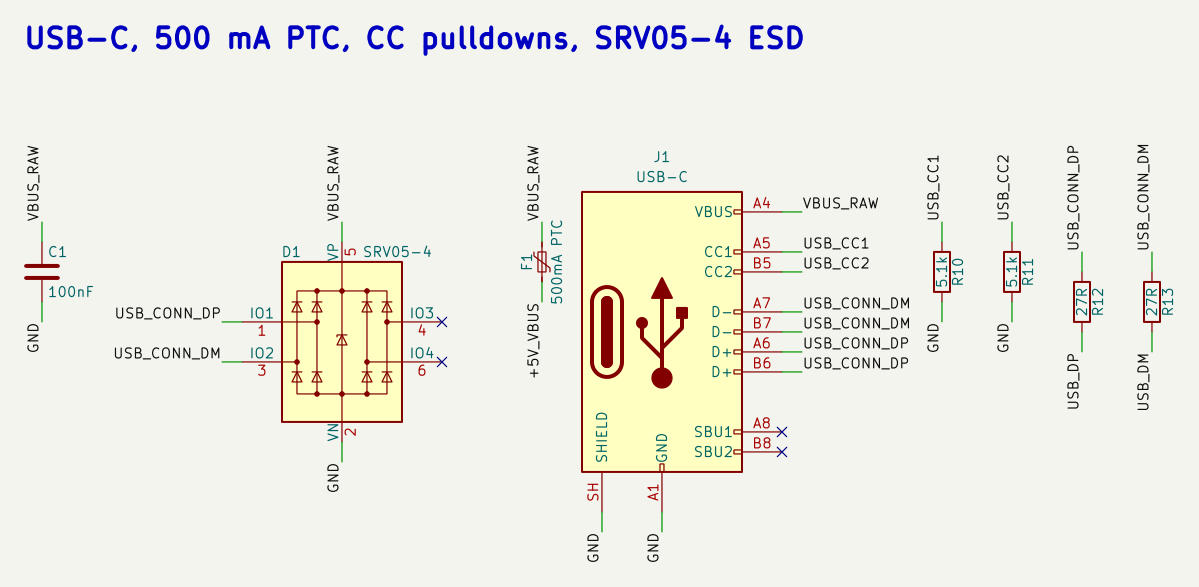 USB-C, 500 mA PTC, CC pulldowns, SRV05-4 ESD
VBUS_RAW
C1
100nF
GND
VBUS_RAW
D1
VP
5
SRV05-4
USB_CONN_DP
IO1
1
USB_CONN_DM
IO2
3
IO3
4
IO4
6
VN
2
GND
VBUS_RAW
F1
500mA PTC
+5V_VBUS
J1
USB-C
VBUS
A4
VBUS_RAW
CC1
A5
USB_CC1
CC2
B5
USB_CC2
D-
A7
USB_CONN_DM
D-
B7
USB_CONN_DM
D+
A6
USB_CONN_DP
D+
B6
USB_CONN_DP
SBU1
A8
SBU2
B8
SHIELD
GND
SH
A1
GND
GND
USB_CC1
5.1k
R10
GND
USB_CC2
5.1k
R11
GND
USB_CONN_DP
27R
R12
USB_DP
USB_CONN_DM
27R
R13
USB_DM